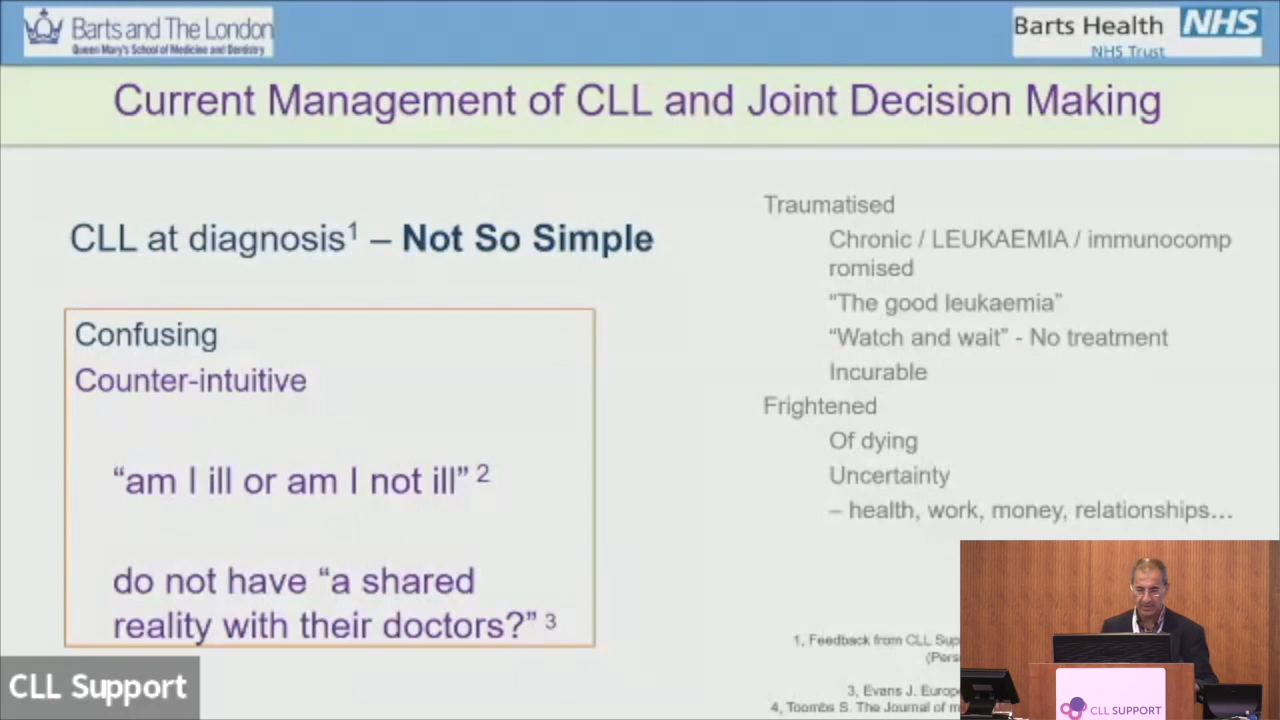 Barts and The London
Queen Mary's School of Medicine and Dentistry
Barts Health NHS
NHS Trust
Current Management of CLL and Joint Decision Making
CLL at diagnosis¹ – Not So Simple
Confusing
Counter-intuitive
“am I ill or am I not ill” ²
do not have “a shared
reality with their doctors?” ³
Traumatised
Chronic / LEUKAEMIA / immunocomp
romised
“The good leukaemia”
“Watch and wait” - No treatment
Incurable
Frightened
Of dying
Uncertainty
– health, work, money, relationships…
1, Feedback from CLL Sup
(Pers
3, Evans J. Europe
4, Toombs S. The Journal of m
CLL Support
CLL SUPPORT